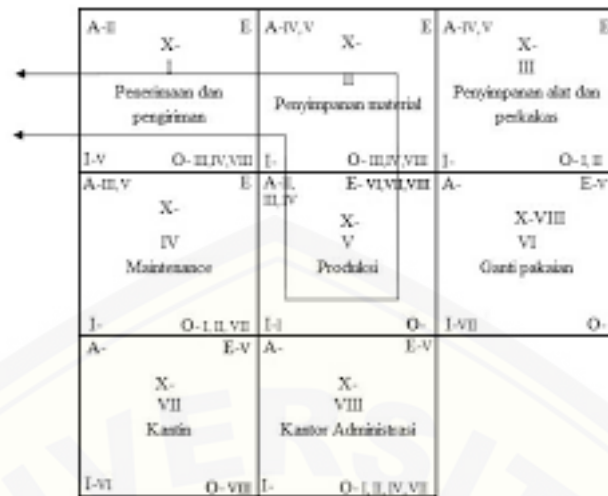 A-II E
X-
I
Penerimaan dan
pengiriman
I-V O- III,IV,VIII
A-IV, V E
X-
II
Penyimpanan material
I- O- III,IV,VIII
A-IV, V E
X-
III
Penyimpanan alat dan
perkakas
I- O- I, II
A-III, V E
X-
IV
Maintenance
I- O- I, II, VII
A-II, E- VI,VII,VIII
III, IV
X-
V
Produksi
I-I O-
A- E-V
X-VIII
VI
Ganti pakaian
I-VII O-
A- E-V
X-
VII
Kantin
I-VI O- VIII
A- E-V
X-
VIII
Kantor Administrasi
I- O- I, II, IV, VII